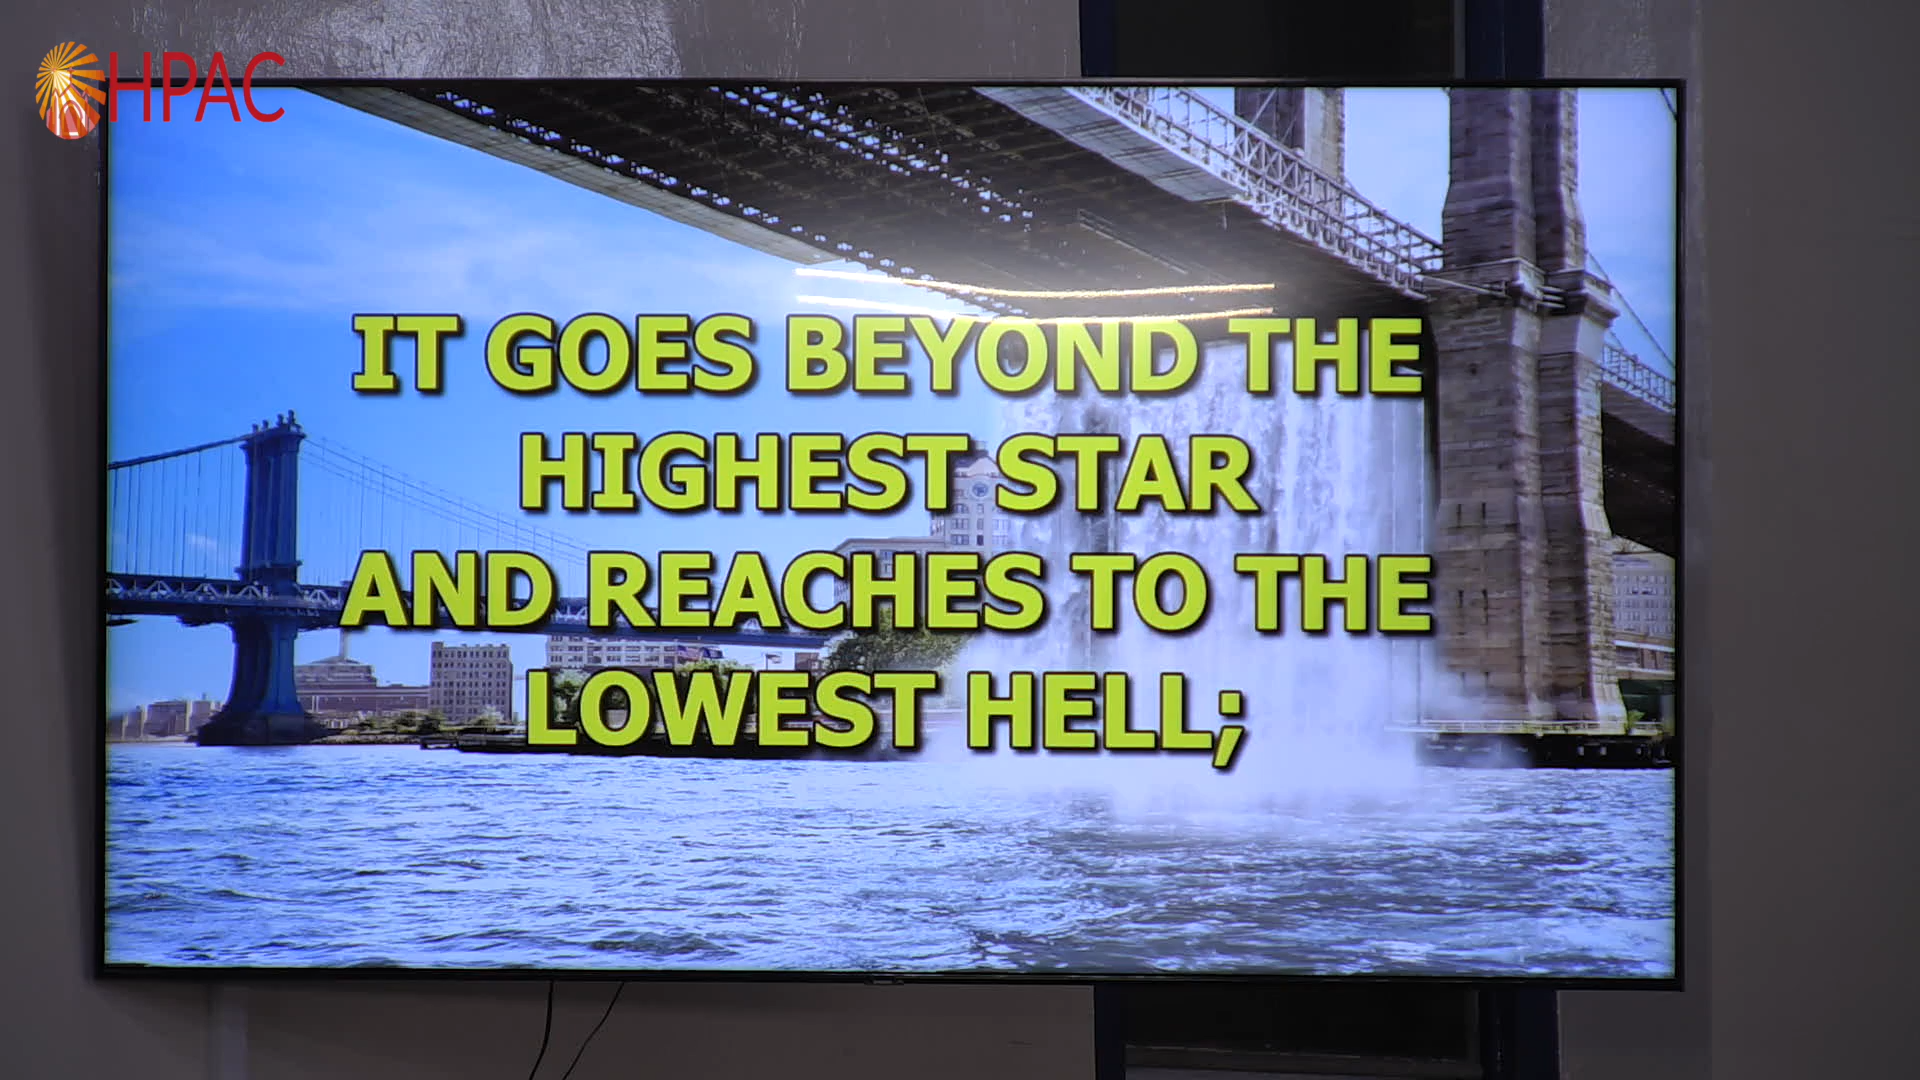 HPAC
IT GOES BEYOND THE
HIGHEST STAR
AND REACHES TO THE
LOWEST HELL;